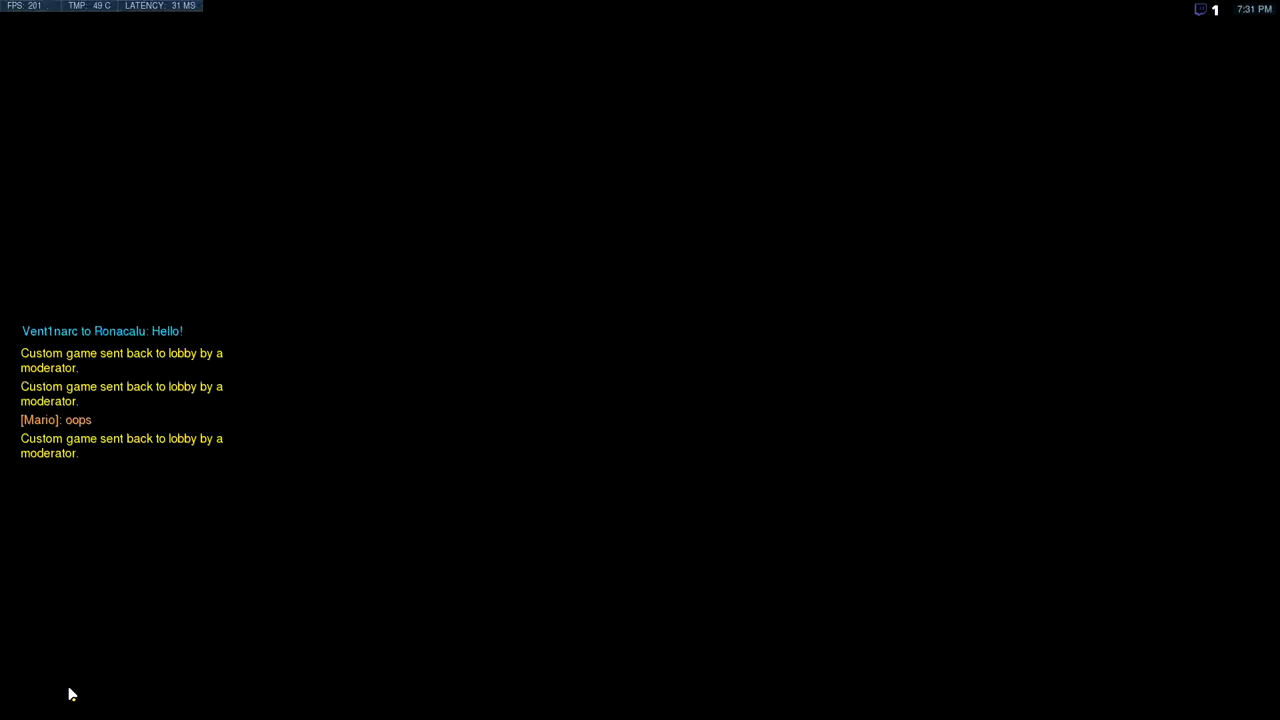 FPS: 201 TMP: 49 C LATENCY: 31 MS
1 7:31 PM
Vent1narc to Ronacalu: Hello!
Custom game sent back to lobby by a
moderator.
Custom game sent back to lobby by a
moderator.
[Mario]: oops
Custom game sent back to lobby by a
moderator.